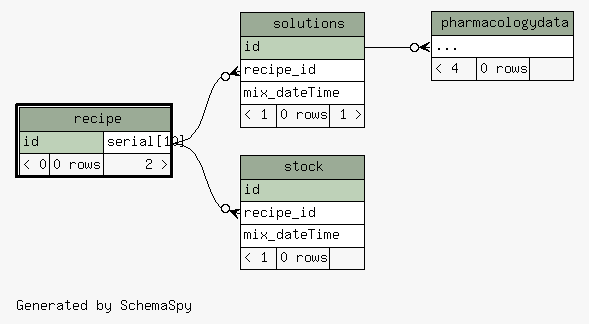 solutions
id
recipe_id
mix_dateTime
< 1 0 rows 1 >
pharmacologydata
...
< 4 0 rows
recipe
id serial[10]
< 0 0 rows 2 >
stock
id
recipe_id
mix_dateTime
< 1 0 rows
Generated by SchemaSpy